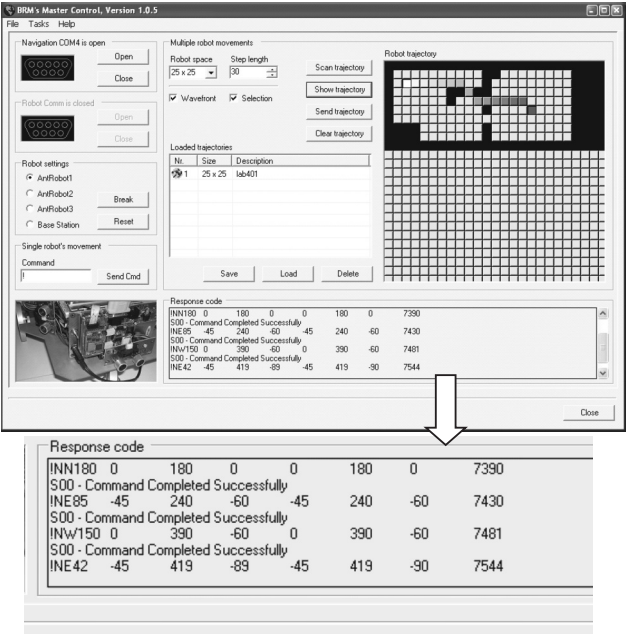 BRM's Master Control, Version 1.0.5
File Tasks Help
Navigation COM4 is open
Open
Close
Robot Comm is closed
Open
Close
Robot settings
AntRobot1
AntRobot2
AntRobot3
Base Station
Break
Reset
Single robot's movement
Command
!
Send Cmd
Multiple robot movements
Robot space Step length
25 x 25 30
Wavefront Selection
Scan trajectory
Show trajectory
Send trajectory
Clear trajectory
Loaded trajectories
Nr. Size Description
1 25 x 25 lab401
Save Load Delete
Robot trajectory
Response code
!NN180 0 180 0 0 180 0 7390
S00 - Command Completed Successfully
!NE85 -45 240 -60 -45 240 -60 7430
S00 - Command Completed Successfully
!NW150 0 390 -60 0 390 -60 7481
S00 - Command Completed Successfully
!NE42 -45 419 -89 -45 419 -90 7544
Close
Response code
!NN180 0 180 0 0 180 0 7390
S00 - Command Completed Successfully
!NE85 -45 240 -60 -45 240 -60 7430
S00 - Command Completed Successfully
!NW150 0 390 -60 0 390 -60 7481
S00 - Command Completed Successfully
!NE42 -45 419 -89 -45 419 -90 7544